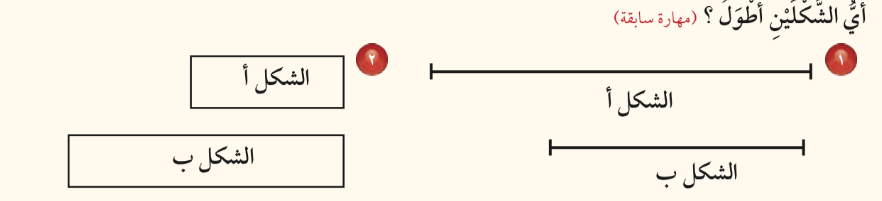 أَيُّ الشَّكْلَيْنِ أَطْوَلُ ؟ (مهارة سابقة)
١
الشكل أ
الشكل ب
٢
الشكل أ
الشكل ب